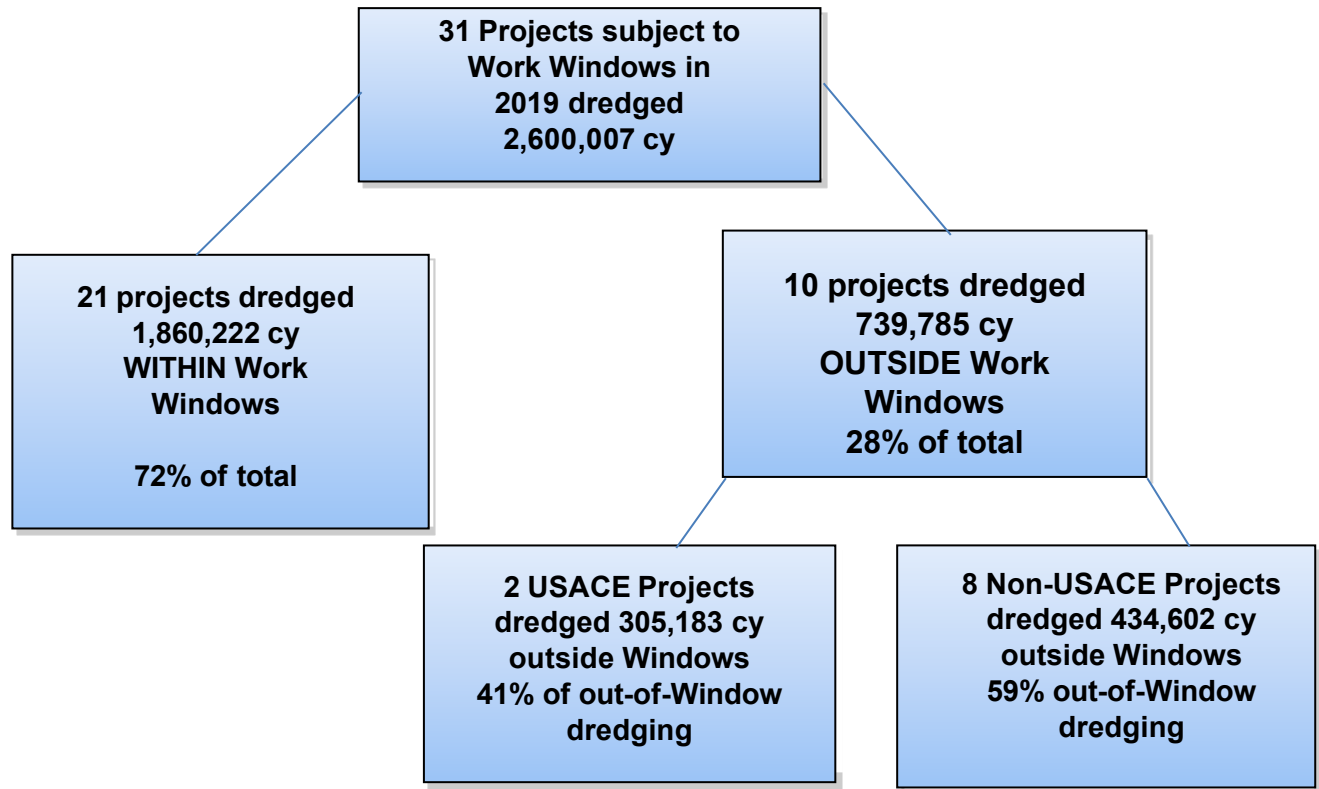 31 Projects subject to
Work Windows in
2019 dredged
2,600,007 cy
21 projects dredged
1,860,222 cy
WITHIN Work
Windows
72% of total
10 projects dredged
739,785 cy
OUTSIDE Work
Windows
28% of total
2 USACE Projects
dredged 305,183 cy
outside Windows
41% of out-of-Window
dredging
8 Non-USACE Projects
dredged 434,602 cy
outside Windows
59% out-of-Window
dredging